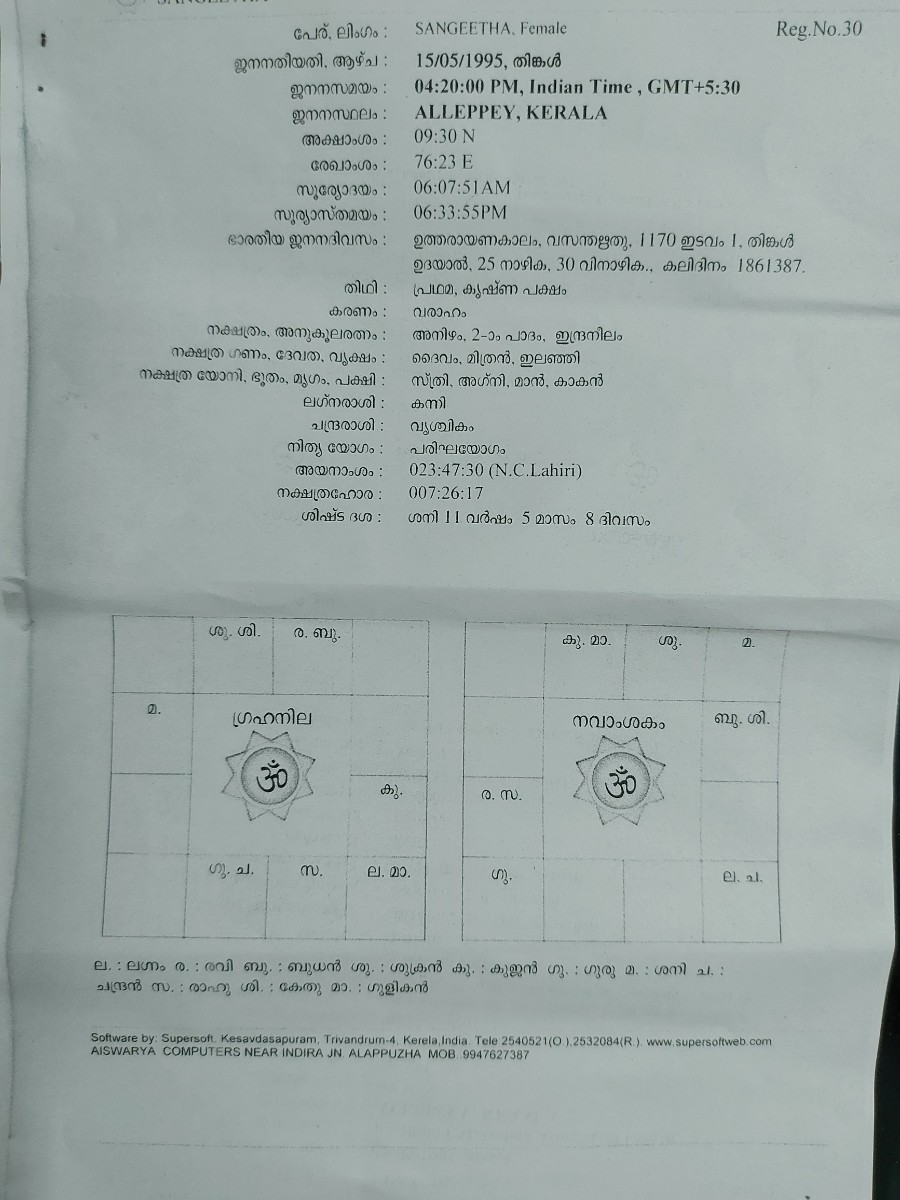 SANGEETHA
പേര്, ലിംഗം : SANGEETHA, Female Reg.No.30
ജനനതീയതി, ആഴ്ച : 15/05/1995, തിങ്കൾ
ജനനസമയം : 04:20:00 PM, Indian Time , GMT+5:30
ജനനസ്ഥലം : ALLEPPEY, KERALA
അക്ഷാംശം : 09:30 N
രേഖാംശം : 76:23 E
സൂര്യോദയം : 06:07:51AM
സൂര്യാസ്തമയം : 06:33:55PM
ഭാരതീയ ജനനദിവസം : ഉത്തരായണകാലം, വസന്തഋതു, 1170 ഇടവം 1, തിങ്കൾ
ഉദയാൽ, 25 നാഴിക, 30 വിനാഴിക., കലിദിനം 1861387.
തിഥി : പ്രഥമ, കൃഷ്ണ പക്ഷം
കരണം : വരാഹം
നക്ഷത്രം, അനുകൂലരത്നം : അനിഴം, 2-ാം പാദം, ഇന്ദ്രനീലം
നക്ഷത്ര ഗണം, ദേവത, വൃക്ഷം : ദൈവം, മിത്രൻ, ഇലഞ്ഞി
നക്ഷത്ര യോനി, ഭൂതം, മൃഗം, പക്ഷി : സ്ത്രീ, അഗ്നി, മാൻ, കാകൻ
ലഗ്നരാശി : കന്നി
ചന്ദ്രരാശി : വൃശ്ചികം
നിത്യ യോഗം : പരിഘയോഗം
അയനാംശം : 023:47:30 (N.C.Lahiri)
നക്ഷത്രഹോര : 007:26:17
ശിഷ്ട ദശ : ശനി 11 വർഷം 5 മാസം 8 ദിവസം
ശു. ശി. ര. ബു. കു. മാ. ശു. മ.
മ. ഗ്രഹനില നവാംശകം ബു. ശി.
ॐ ॐ
കു. ര. സ.
ഗു. ച. സ. ല. മാ. ഗു. ല. ച.
ല. : ലഗ്നം ര. : രവി ബു. : ബുധൻ ശു. : ശുക്രൻ കു. : കുജൻ ഗു. : ഗുരു മ. : ശനി ച. :
ചന്ദ്രൻ സ. : രാഹു ശി. : കേതു മാ. : ഗുളികൻ
Software by: Supersoft. Kesavdasapuram, Trivandrum-4, Kerela,India. Tele 2540521(O.),2532084(R.). www.supersoftweb.com
AISWARYA COMPUTERS NEAR INDIRA JN. ALAPPUZHA MOB. 9947627387